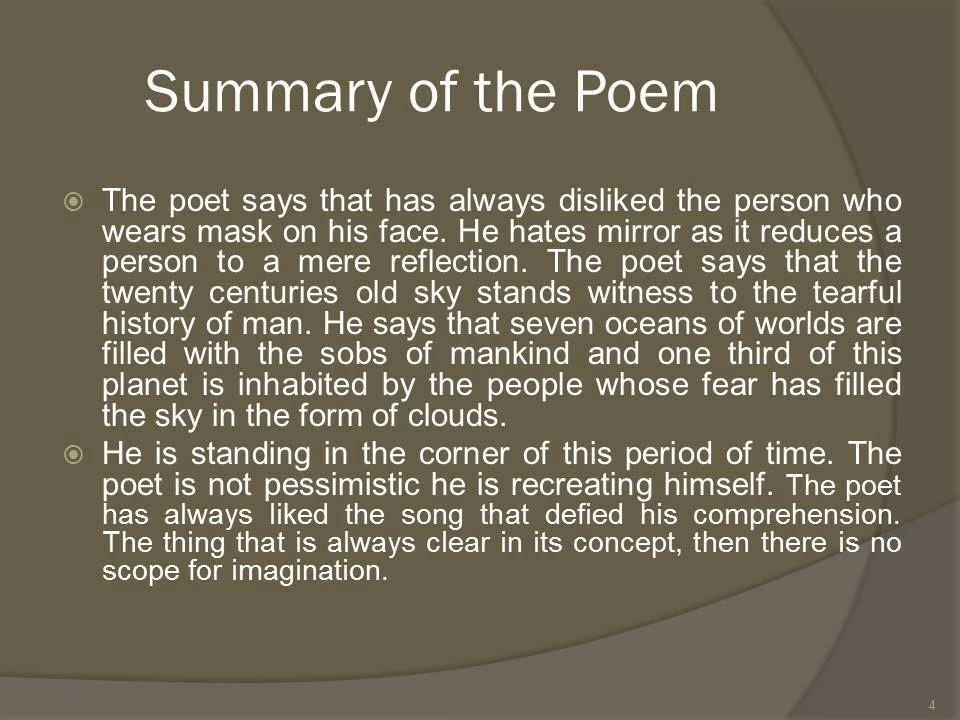 Summary of the Poem
The poet says that has always disliked the person who
wears mask on his face. He hates mirror as it reduces a
person to a mere reflection. The poet says that the
twenty centuries old sky stands witness to the tearful
history of man. He says that seven oceans of worlds are
filled with the sobs of mankind and one third of this
planet is inhabited by the people whose fear has filled
the sky in the form of clouds.
He is standing in the corner of this period of time. The
poet is not pessimistic he is recreating himself. The poet
has always liked the song that defied his comprehension.
The thing that is always clear in its concept, then there is no
scope for imagination.
4